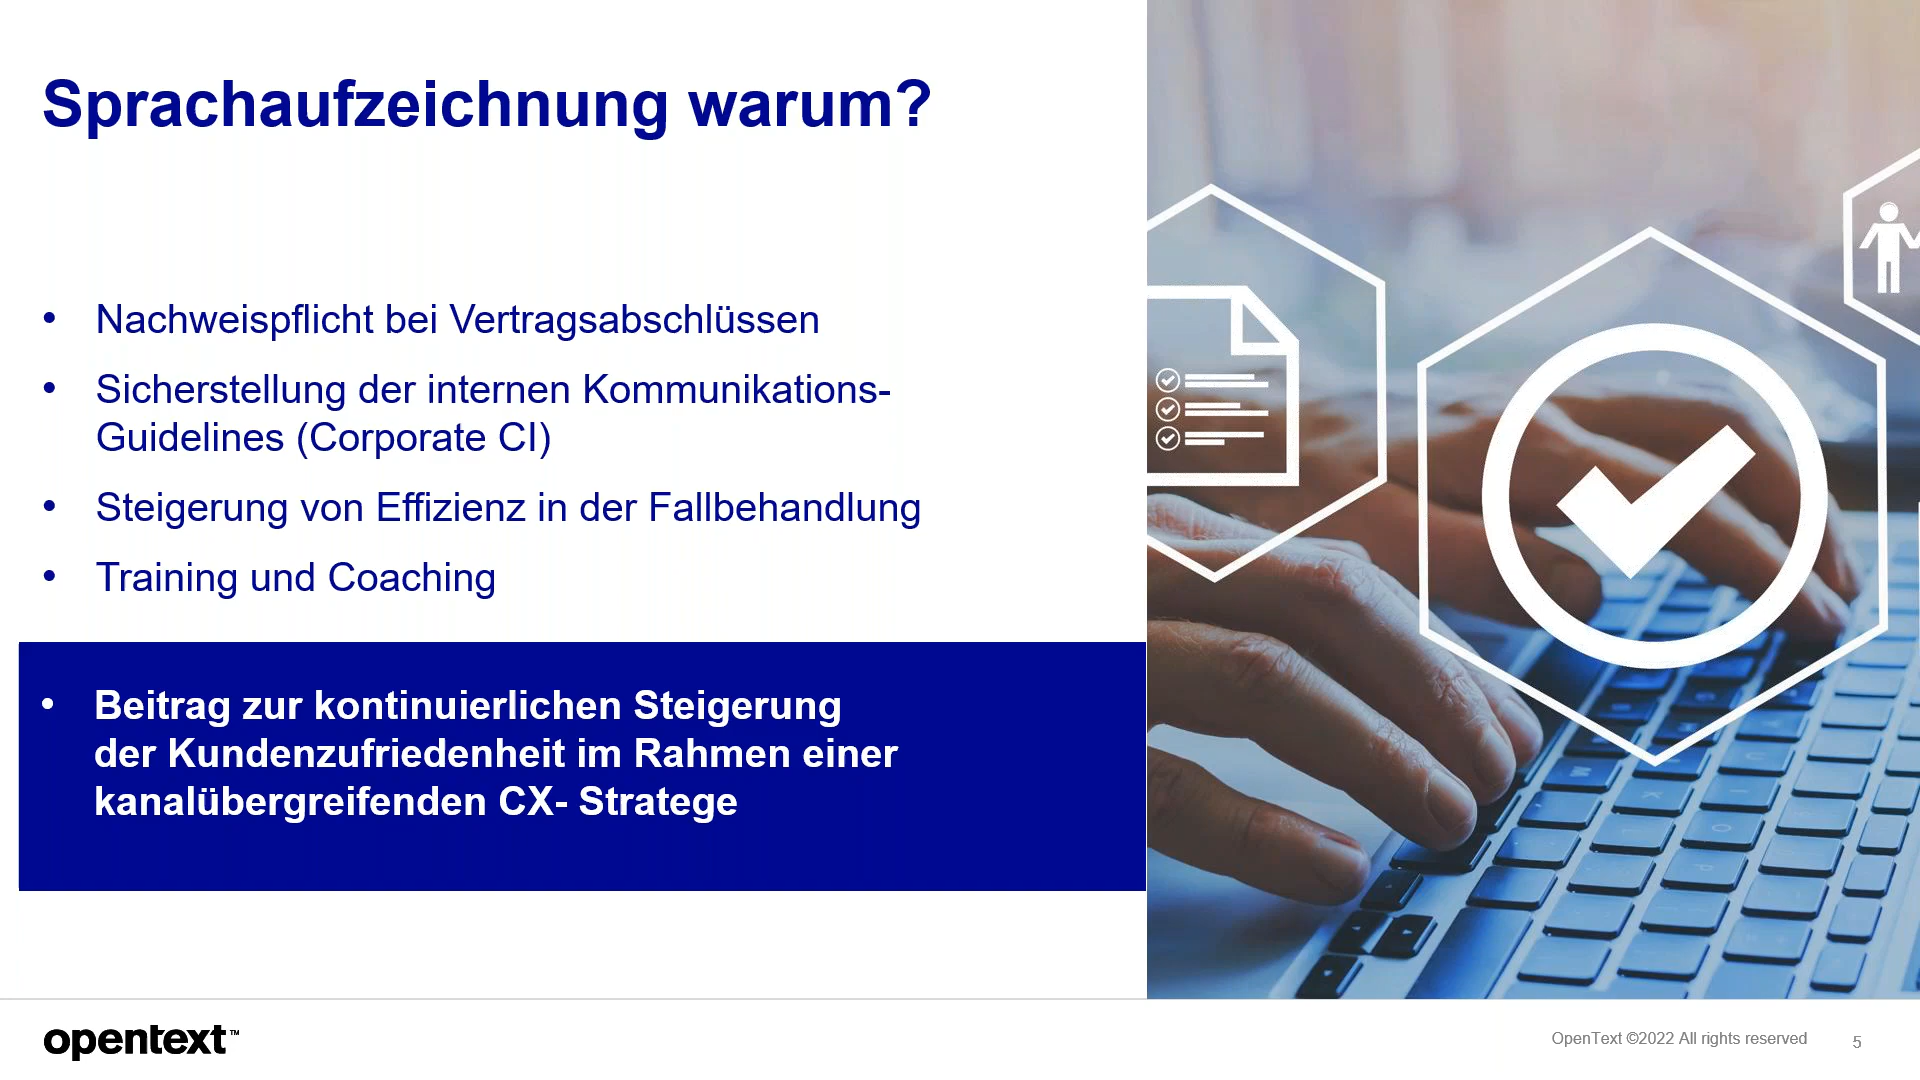 Sprachaufzeichnung warum?
• Nachweispflicht bei Vertragsabschlüssen
• Sicherstellung der internen Kommunikations-
Guidelines (Corporate CI)
• Steigerung von Effizienz in der Fallbehandlung
• Training und Coaching
• Beitrag zur kontinuierlichen Steigerung
der Kundenzufriedenheit im Rahmen einer
kanalübergreifenden CX- Stratege
opentext™
OpenText ©2022 All rights reserved
5